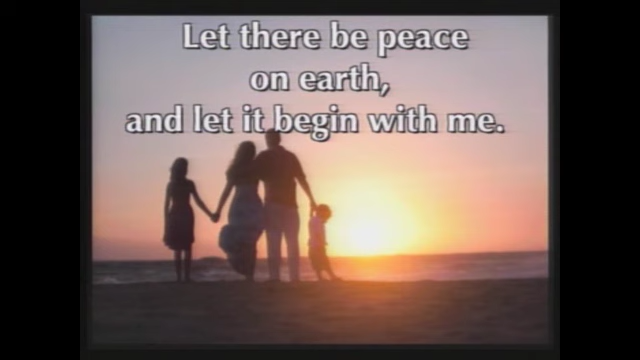 Let there be peace
on earth,
and let it begin with me.